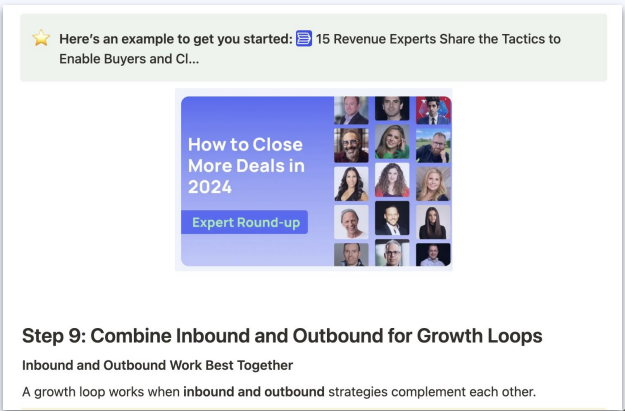 Here's an example to get you started: 15 Revenue Experts Share the Tactics to
Enable Buyers and Cl...
How to Close
More Deals in
2024
Expert Round-up
Step 9: Combine Inbound and Outbound for Growth Loops
Inbound and Outbound Work Best Together
A growth loop works when inbound and outbound strategies complement each other.